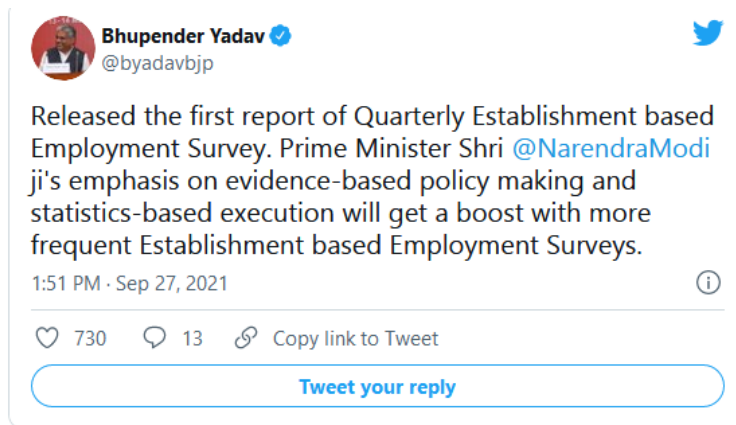 Bhupender Yadav
@byadavbjp
Released the first report of Quarterly Establishment based
Employment Survey. Prime Minister Shri @NarendraModi
ji's emphasis on evidence-based policy making and
statistics-based execution will get a boost with more
frequent Establishment based Employment Surveys.
1:51 PM · Sep 27, 2021
730 13 Copy link to Tweet
Tweet your reply